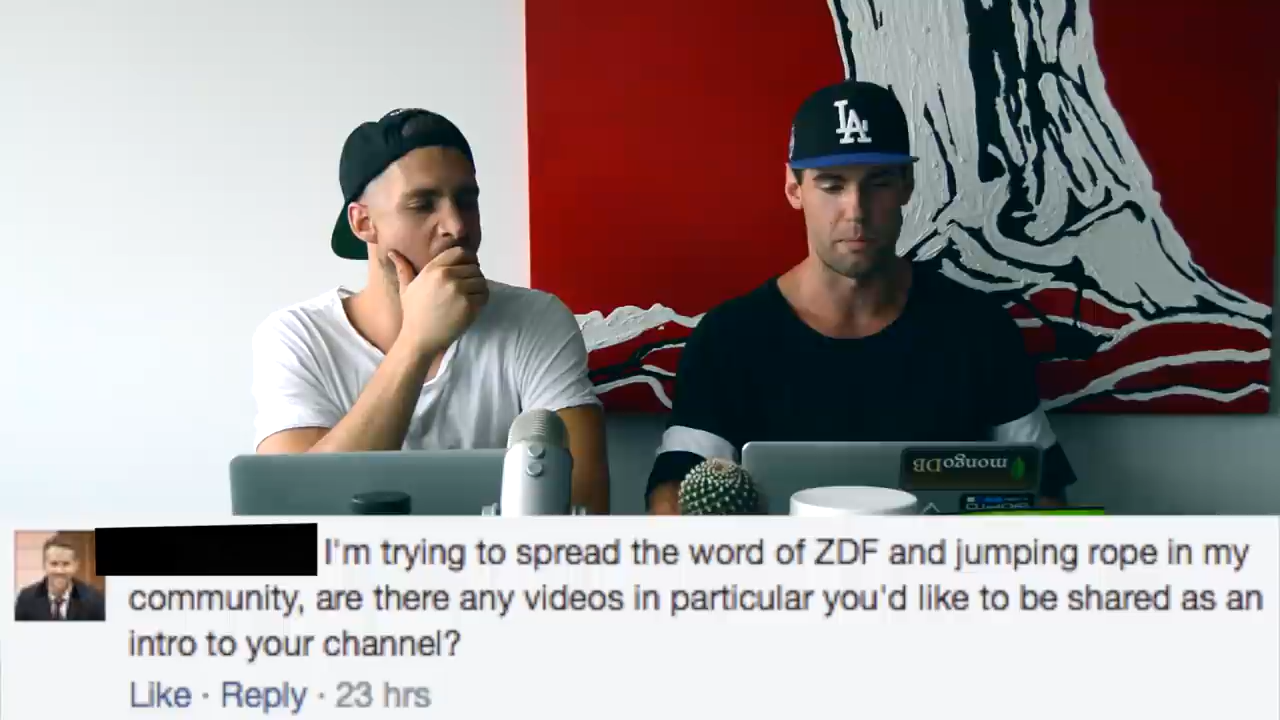 LA
mongoDB
I'm trying to spread the word of ZDF and jumping rope in my
community, are there any videos in particular you'd like to be shared as an
intro to your channel?
Like · Reply · 23 hrs